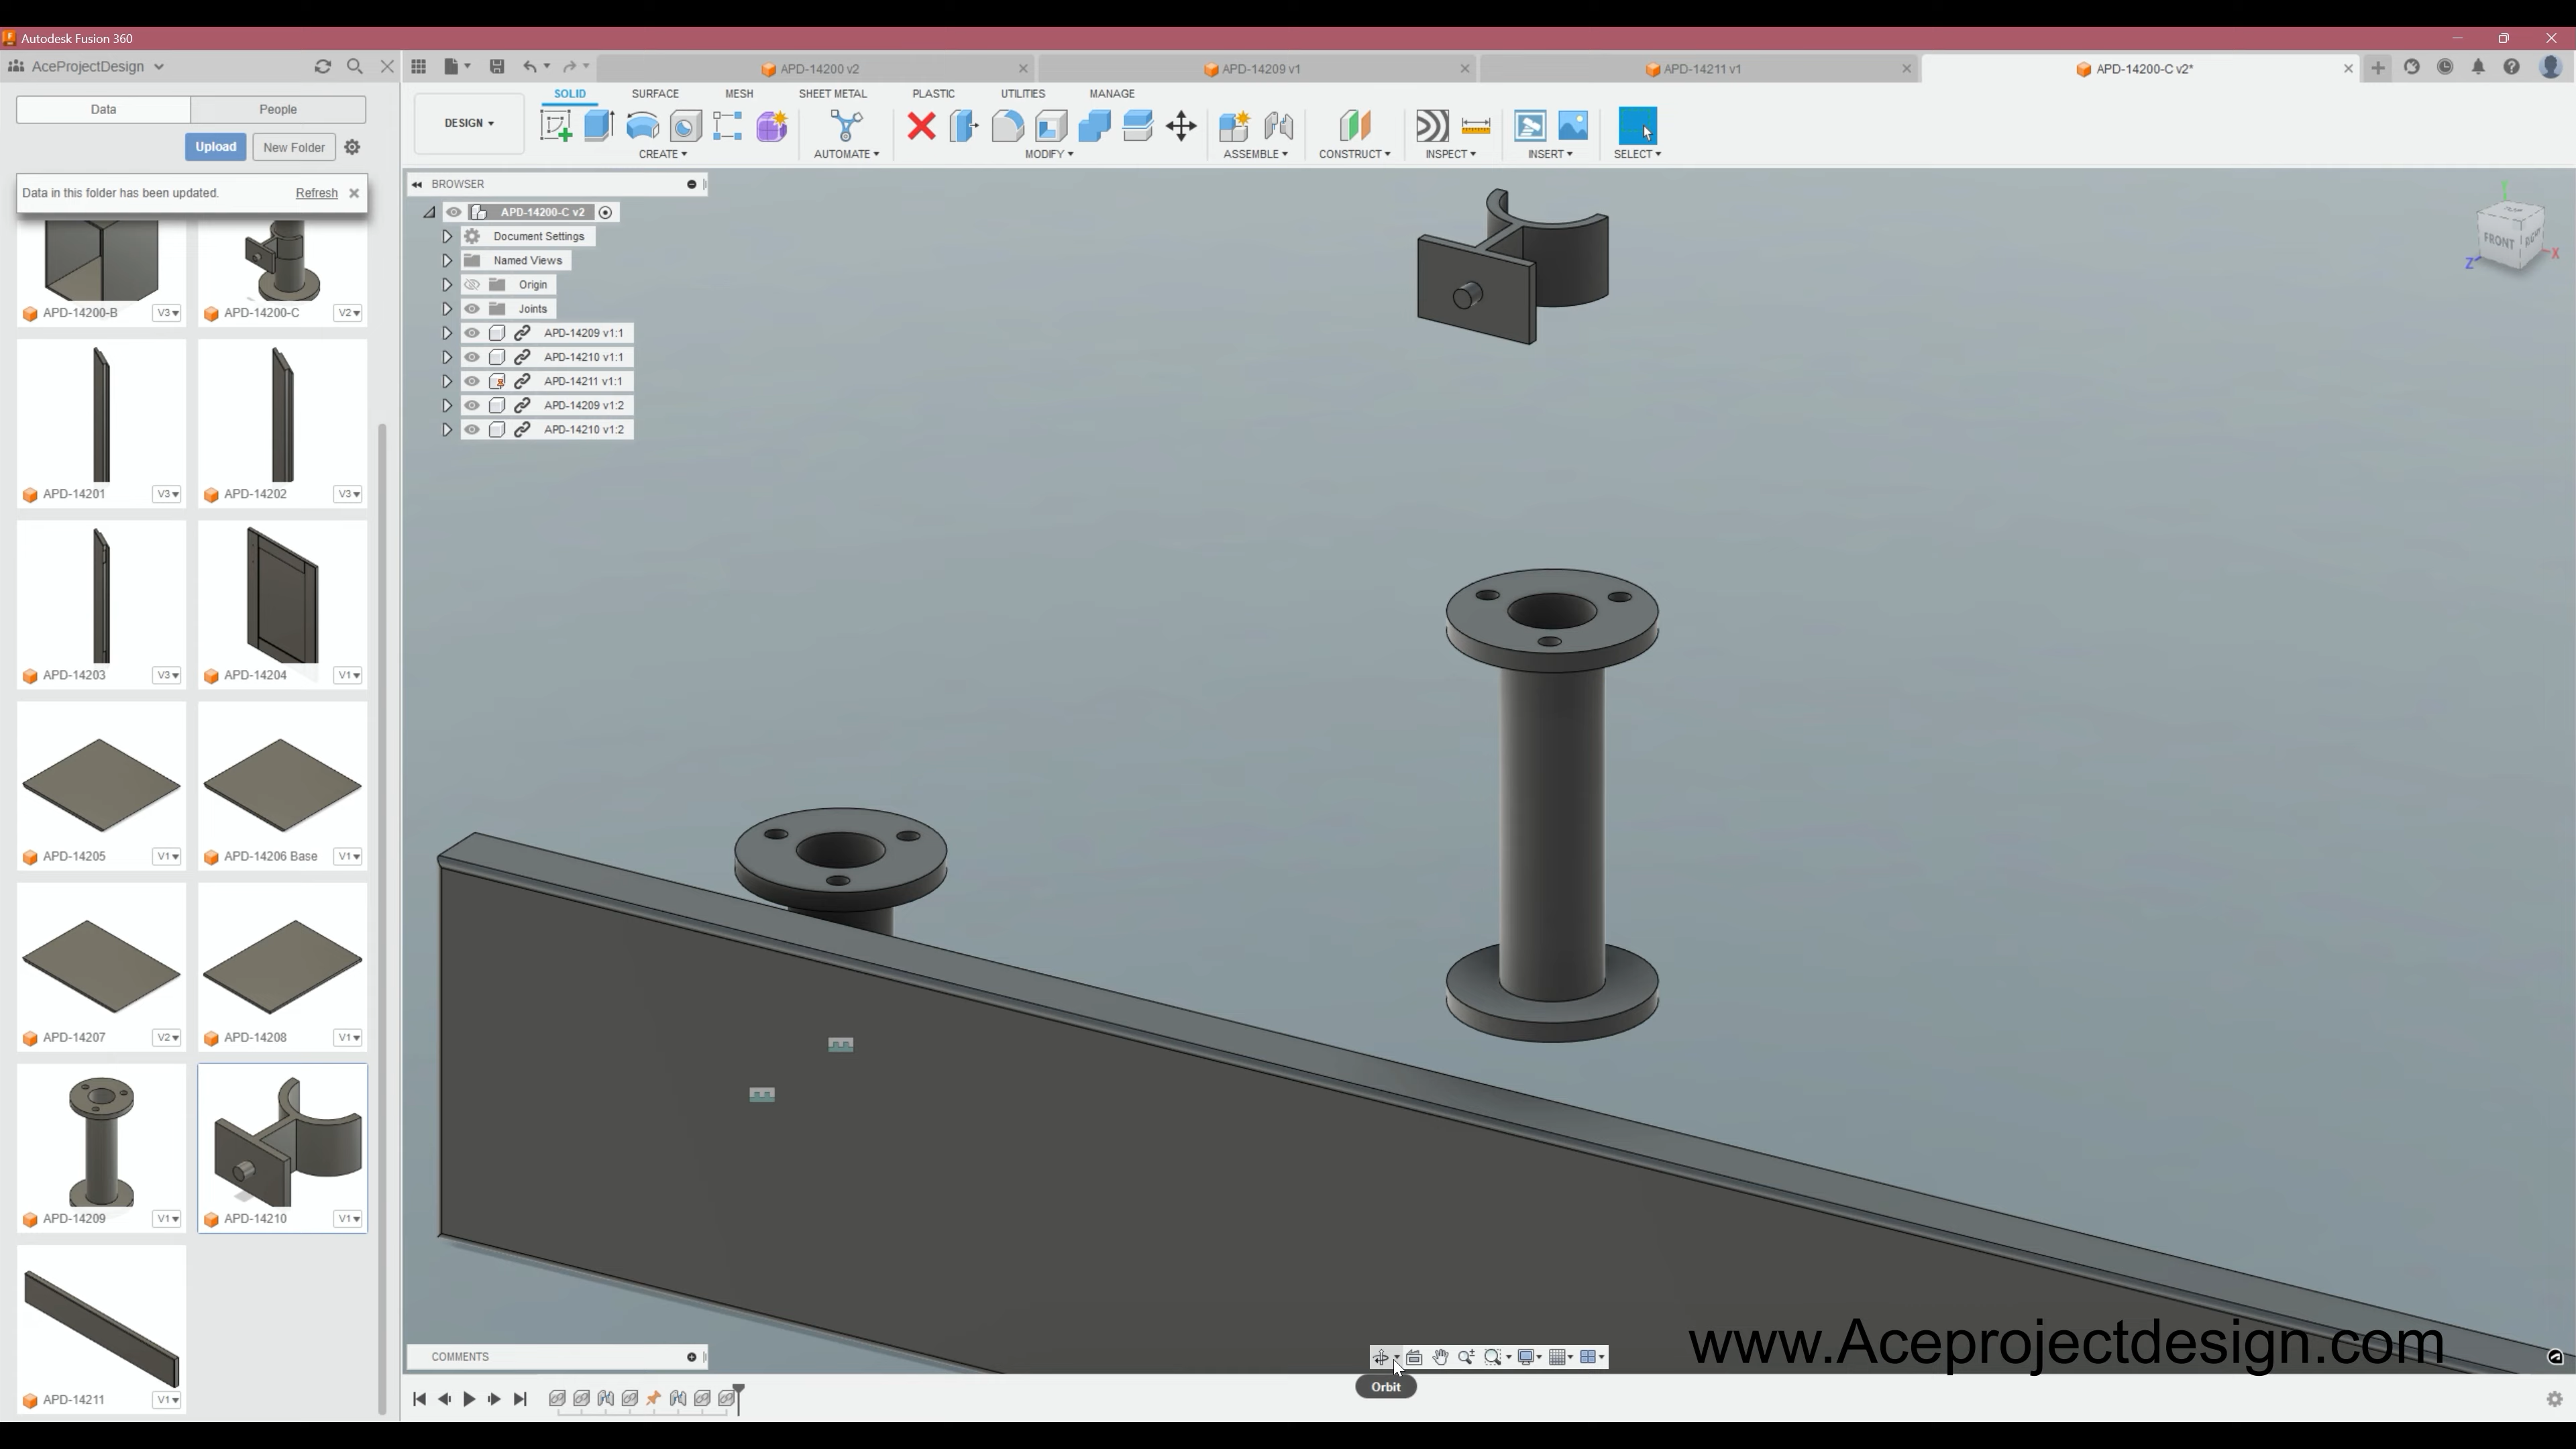 Autodesk Fusion 360
AceProjectDesign
APD-14200 v2
APD-14209 v1
APD-14211 v1
APD-14200-C v2*
Data
People
Upload
New Folder
Data in this folder has been updated.
Refresh
APD-14200-B
V3
APD-14200-C
V2
APD-14201
V3
APD-14202
V3
APD-14203
V3
APD-14204
V1
APD-14205
V1
APD-14206 Base
V1
APD-14207
V2
APD-14208
V1
APD-14209
V1
APD-14210
V1
APD-14211
V1
DESIGN
SOLID
SURFACE
MESH
SHEET METAL
PLASTIC
UTILITIES
MANAGE
CREATE
AUTOMATE
MODIFY
ASSEMBLE
CONSTRUCT
INSPECT
INSERT
SELECT
BROWSER
APD-14200-C v2
Document Settings
Named Views
Origin
Joints
APD-14209 v1:1
APD-14210 v1:1
APD-14211 v1:1
APD-14209 v1:2
APD-14210 v1:2
FRONT
RIGHT
Z
X
COMMENTS
Orbit
www.Aceprojectdesign.com